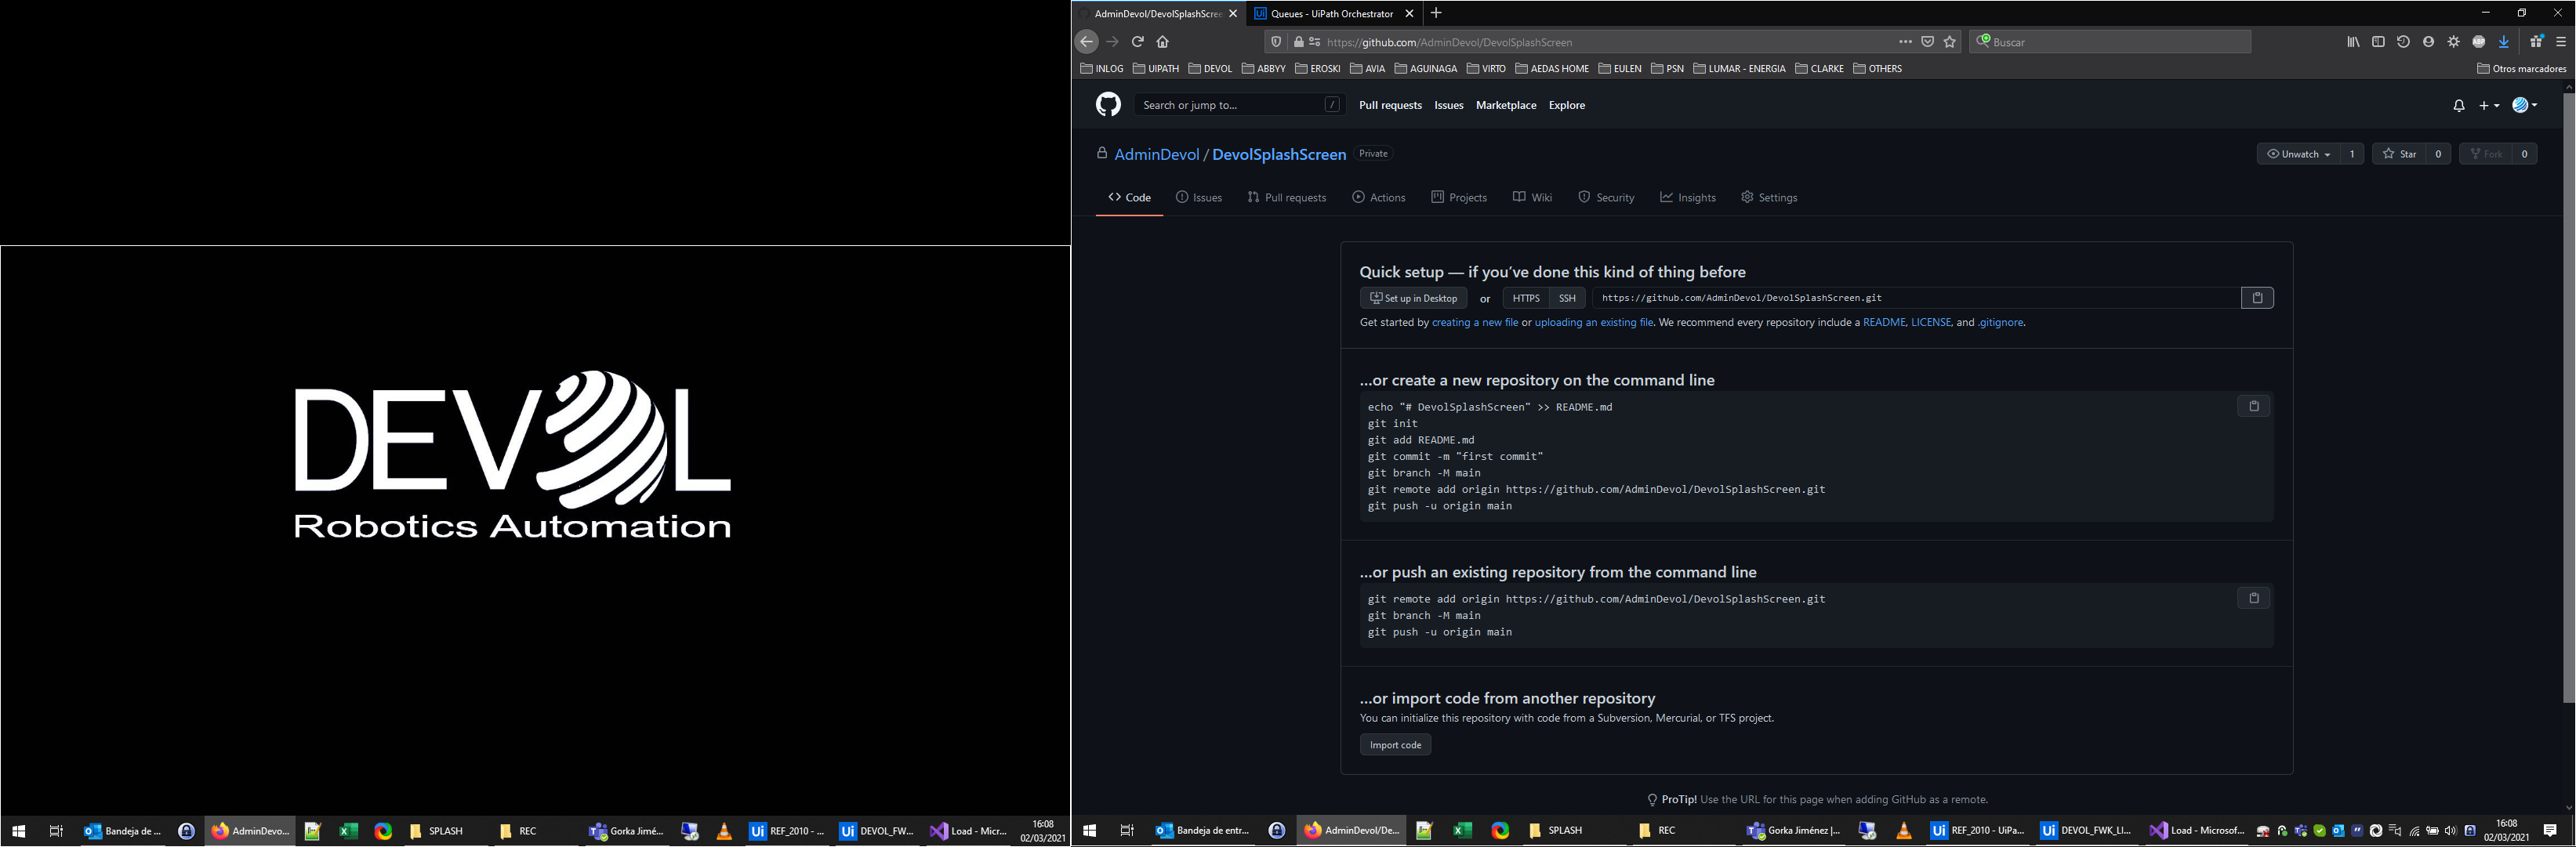 DEVOL
Robotics Automation
Bandeja de ...
AdminDevo...
SPLASH
REC
Gorka Jimé...
REF_2010 - ...
DEVOL_FW...
Load - Micr...
16:08
02/03/2021
AdminDevol/DevolSplashScre
Queues - UiPath Orchestrator
https://github.com/AdminDevol/DevolSplashScreen
Buscar
INLOG UIPATH DEVOL ABBYY EROSKI AVIA AGUINAGA VIRTO AEDAS HOME EULEN PSN LUMAR - ENERGIA CLARKE OTHERS Otros marcadores
Search or jump to... / Pull requests Issues Marketplace Explore
AdminDevol / DevolSplashScreen Private Unwatch 1 Star 0 Fork 0
Code Issues Pull requests Actions Projects Wiki Security Insights Settings
Quick setup — if you’ve done this kind of thing before
Set up in Desktop or HTTPS SSH https://github.com/AdminDevol/DevolSplashScreen.git
Get started by creating a new file or uploading an existing file. We recommend every repository include a README, LICENSE, and .gitignore.
...or create a new repository on the command line
echo "# DevolSplashScreen" >> README.md
git init
git add README.md
git commit -m "first commit"
git branch -M main
git remote add origin https://github.com/AdminDevol/DevolSplashScreen.git
git push -u origin main
...or push an existing repository from the command line
git remote add origin https://github.com/AdminDevol/DevolSplashScreen.git
git branch -M main
git push -u origin main
...or import code from another repository
You can initialize this repository with code from a Subversion, Mercurial, or TFS project.
Import code
ProTip! Use the URL for this page when adding GitHub as a remote.
Bandeja de entr...
AdminDevol/De...
SPLASH
REC
Gorka Jiménez |...
REF_2010 - UiPa...
DEVOL_FWK_LI...
Load - Microsof...
16:08
02/03/2021